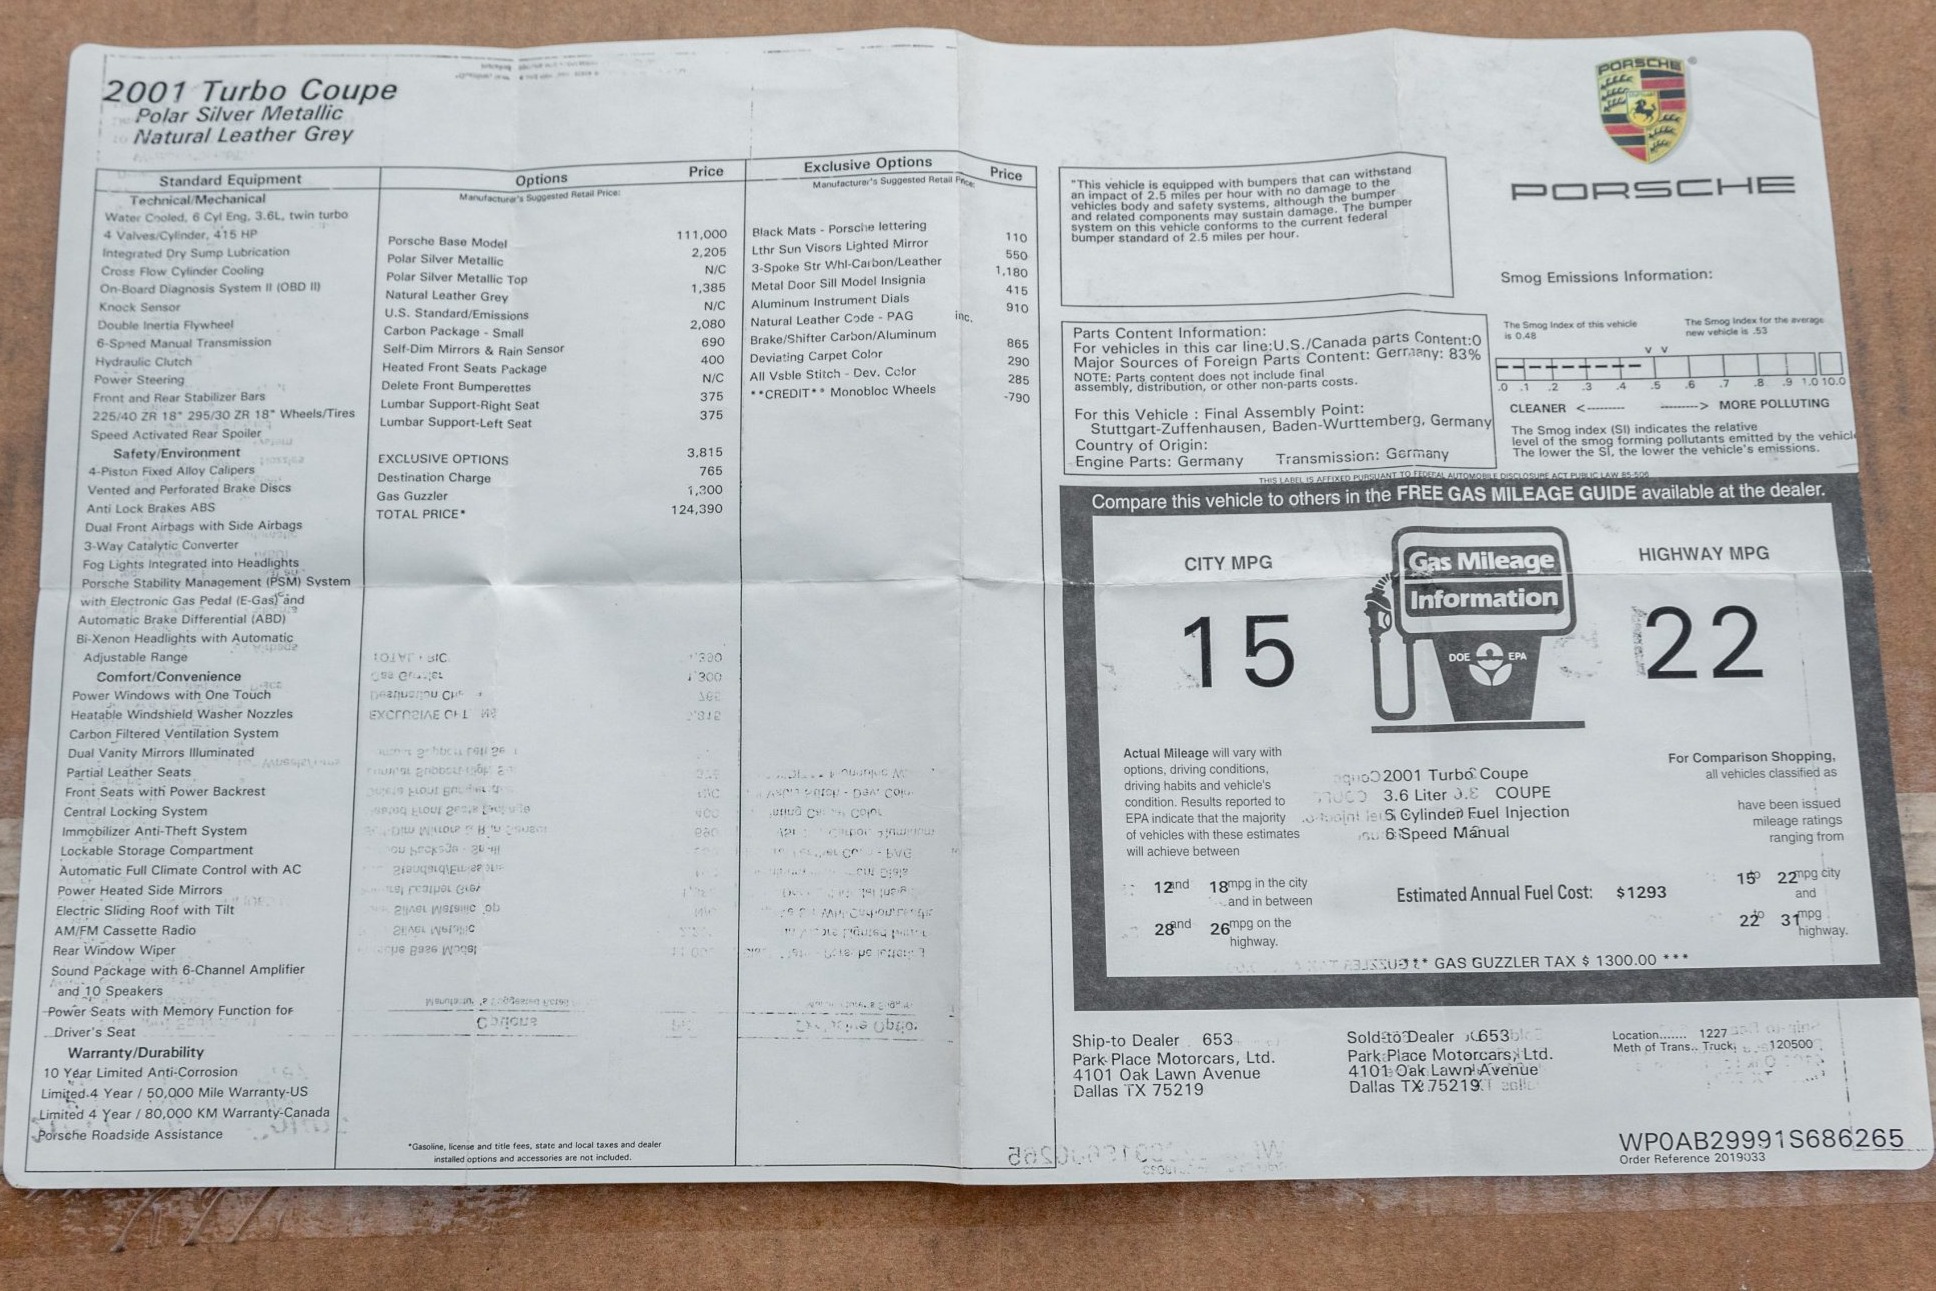 2001 Turbo Coupe
Polar Silver Metallic
Natural Leather Grey
Standard Equipment
Technical/Mechanical
Water Cooled, 6 Cyl Eng, 3.6L, twin turbo
4 Valves/Cylinder, 415 HP
Integrated Dry Sump Lubrication
Cross Flow Cylinder Cooling
On-Board Diagnosis System II (OBD II)
Knock Sensor
Double Inertia Flywheel
6-Speed Manual Transmission
Hydraulic Clutch
Power Steering
Front and Rear Stabilizer Bars
225/40 ZR 18" 295/30 ZR 18" Wheels/Tires
Speed Activated Rear Spoiler
Safety/Environment
4-Piston Fixed Alloy Calipers
Vented and Perforated Brake Discs
Anti Lock Brakes ABS
Dual Front Airbags with Side Airbags
3-Way Catalytic Converter
Fog Lights Integrated into Headlights
Porsche Stability Management (PSM) System
with Electronic Gas Pedal (E-Gas) and
Automatic Brake Differential (ABD)
Bi-Xenon Headlights with Automatic
Adjustable Range
Comfort/Convenience
Power Windows with One Touch
Heatable Windshield Washer Nozzles
Carbon Filtered Ventilation System
Dual Vanity Mirrors Illuminated
Partial Leather Seats
Front Seats with Power Backrest
Central Locking System
Immobilizer Anti-Theft System
Lockable Storage Compartment
Automatic Full Climate Control with AC
Power Heated Side Mirrors
Electric Sliding Roof with Tilt
AM/FM Cassette Radio
Rear Window Wiper
Sound Package with 6-Channel Amplifier
and 10 Speakers
Power Seats with Memory Function for
Driver's Seat
Warranty/Durability
10 Year Limited Anti-Corrosion
Limited 4 Year / 50,000 Mile Warranty-US
Limited 4 Year / 80,000 KM Warranty-Canada
Porsche Roadside Assistance
Options Price
Manufacturer's Suggested Retail Price:
Porsche Base Model 111,000
Polar Silver Metallic 2,205
Polar Silver Metallic Top N/C
Natural Leather Grey 1,385
U.S. Standard/Emissions N/C
Carbon Package - Small 2,080
Self-Dim Mirrors & Rain Sensor 690
Heated Front Seats Package 400
Delete Front Bumperettes N/C
Lumbar Support-Right Seat 375
Lumbar Support-Left Seat 375
EXCLUSIVE OPTIONS 3,815
Destination Charge 765
Gas Guzzler 1,300
TOTAL PRICE* 124,390
*Gasoline, license and title fees, state and local taxes and dealer
installed options and accessories are not included.
Exclusive Options Price
Manufacturer's Suggested Retail Price:
Black Mats - Porsche lettering 110
Lthr Sun Visors Lighted Mirror 550
3-Spoke Str Whl-Carbon/Leather 1,180
Metal Door Sill Model Insignia 415
Aluminum Instrument Dials 910
Natural Leather Code - PAG inc.
Brake/Shifter Carbon/Aluminum 865
Deviating Carpet Color 290
All Vsble Stitch - Dev. Color 285
**CREDIT** Monobloc Wheels -790
"This vehicle is equipped with bumpers that can withstand
an impact of 2.5 miles per hour with no damage to the
vehicles body and safety systems, although the bumper
and related components may sustain damage. The bumper
system on this vehicle conforms to the current federal
bumper standard of 2.5 miles per hour.
Parts Content Information:
For vehicles in this car line:U.S./Canada parts Content:0
Major Sources of Foreign Parts Content: Germany: 83%
NOTE: Parts content does not include final
assembly, distribution, or other non-parts costs.
For this Vehicle : Final Assembly Point:
Stuttgart-Zuffenhausen, Baden-Wurttemberg, Germany
Country of Origin:
Engine Parts: Germany Transmission: Germany
PORSCHE
PORSCHE
Smog Emissions Information:
The Smog Index of this vehicle
is 0.48
The Smog Index for the average
new vehicle is .53
v v
.0 .1 .2 .3 .4 .5 .6 .7 .8 .9 1.0 10.0
CLEANER <--------- ---------> MORE POLLUTING
The Smog index (SI) indicates the relative
level of the smog forming pollutants emitted by the vehicle
The lower the SI, the lower the vehicle's emissions.
THIS LABEL IS AFFIXED PURSUANT TO FEDERAL AUTOMOBILE DISCLOSURE ACT PUBLIC LAW 85-506
Compare this vehicle to others in the FREE GAS MILEAGE GUIDE available at the dealer.
CITY MPG
15
Gas Mileage
Information
DOE EPA
HIGHWAY MPG
22
Actual Mileage will vary with
options, driving conditions,
driving habits and vehicle's
condition. Results reported to
EPA indicate that the majority
of vehicles with these estimates
will achieve between
12 and 18 mpg in the city
and in between
28 and 26 mpg on the
highway.
2001 Turbo Coupe
3.6 Liter COUPE
6 Cylinder Fuel Injection
6 Speed Manual
Estimated Annual Fuel Cost: $1293
For Comparison Shopping,
all vehicles classified as
have been issued
mileage ratings
ranging from
15 to 22 mpg city
and
22 to 31 mpg
highway.
GAS GUZZLER TAX $ 1300.00 ***
Ship-to Dealer 653
Park Place Motorcars, Ltd.
4101 Oak Lawn Avenue
Dallas TX 75219
Sold-to Dealer 653
Park Place Motorcars, Ltd.
4101 Oak Lawn Avenue
Dallas TX 75219
Location....... 1227
Meth of Trans.. Truck 120500
WP0AB29991S686265
Order Reference 2019033